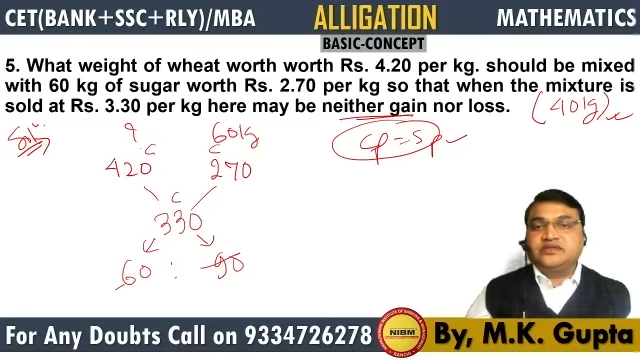 CET(BANK+SSC+RLY)/MBA
ALLIGATION
MATHEMATICS
BASIC-CONCEPT
5. What weight of wheat worth worth Rs. 4.20 per kg. should be mixed
with 60 kg of sugar worth Rs. 2.70 per kg so that when the mixture is
sold at Rs. 3.30 per kg here may be neither gain nor loss.
(40kg)
Soln
? 60kg
C C
420 270
CP = SP
C
330
60 : 90
For Any Doubts Call on 9334726278
NIBM
RANCHI
By, M.K. Gupta